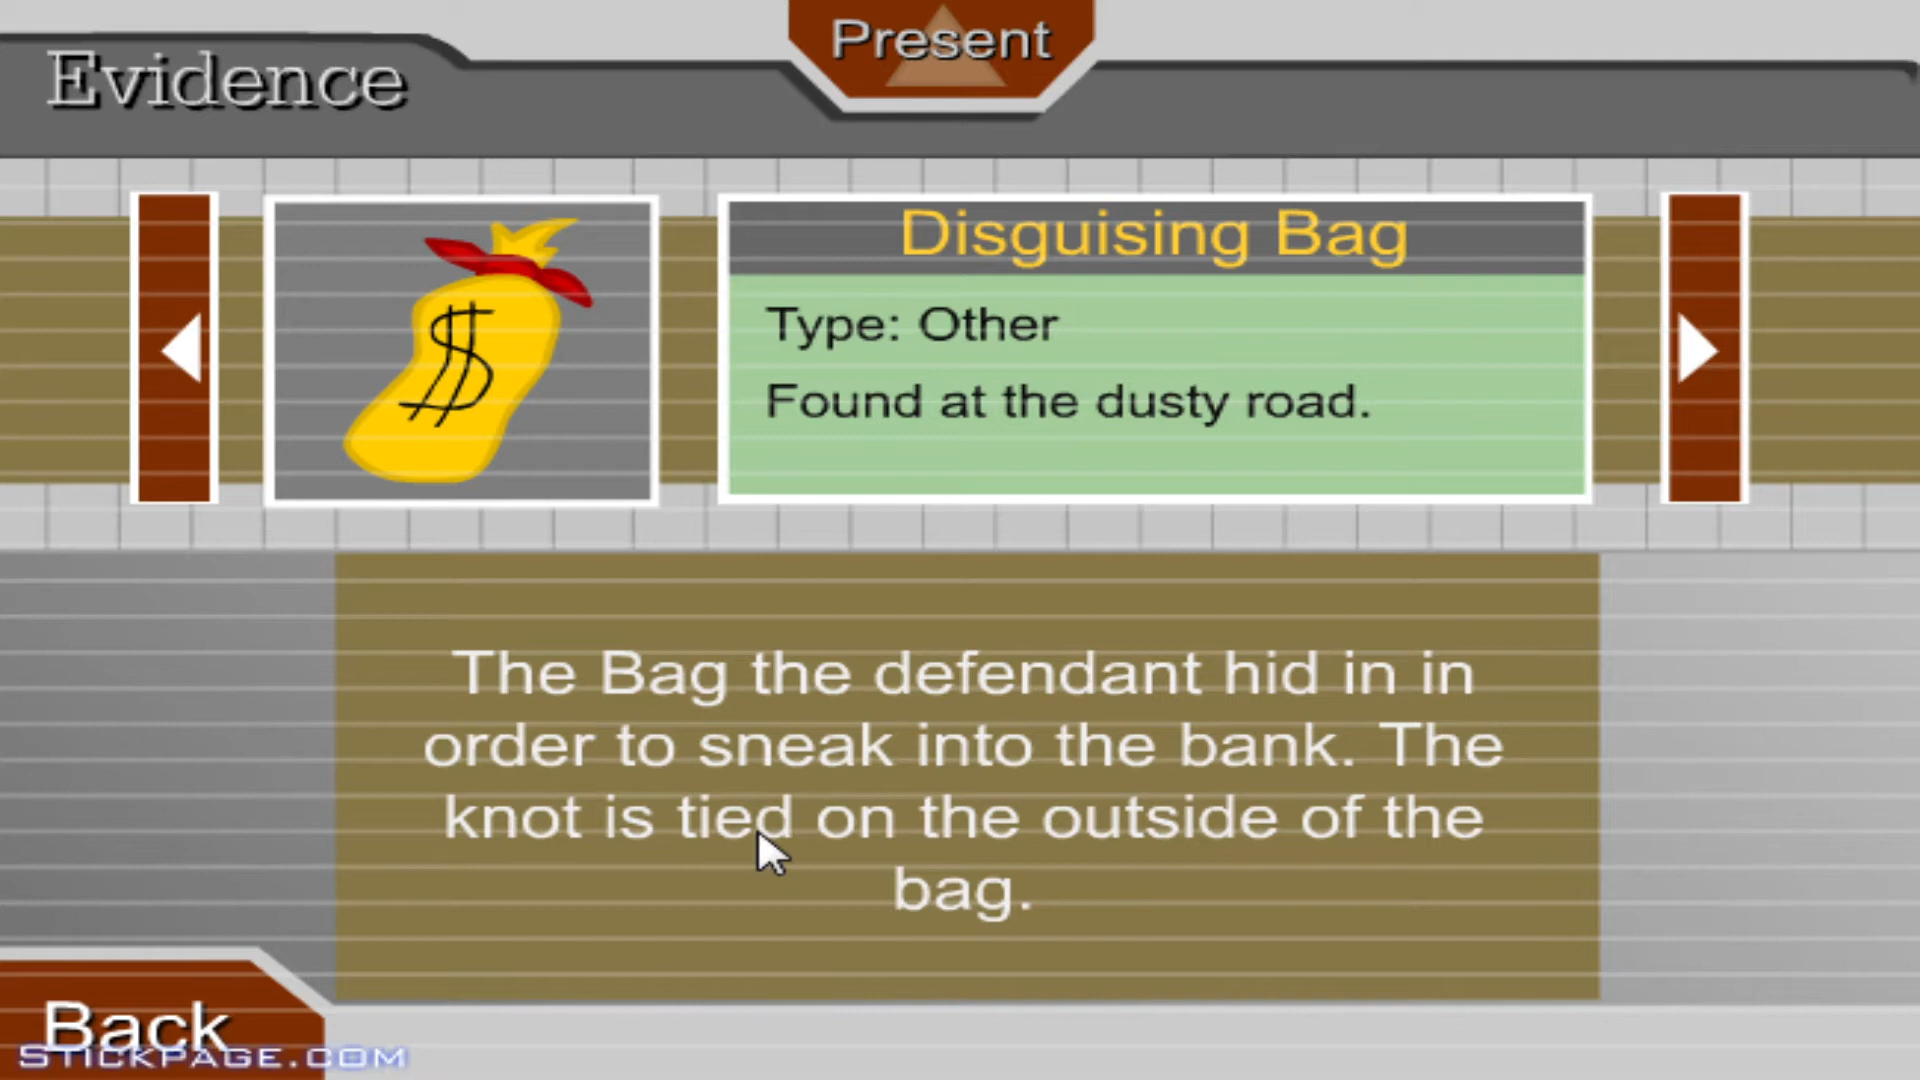 Present
Evidence
Disguising Bag
Type: Other
Found at the dusty road.
$
The Bag the defendant hid in in
order to sneak into the bank. The
knot is tied on the outside of the
bag.
Back
STICKPAGE.COM